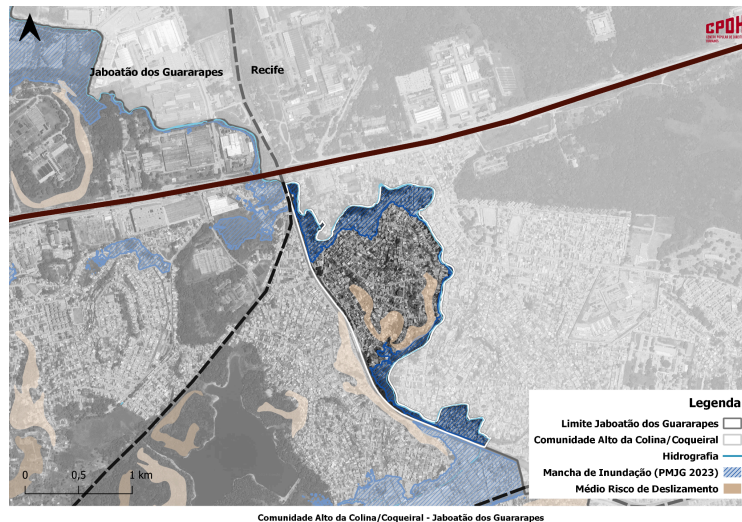 CPDH
Jaboatão dos Guararapes
Recife
Legenda
Limite Jaboatão dos Guararapes
Comunidade Alto da Colina/Coqueiral
Hidrografia
Mancha de Inundação (PMJG 2023)
Médio Risco de Deslizamento
0 0,5 1 km
Comunidade Alto da Colina/Coqueiral - Jaboatão dos Guararapes